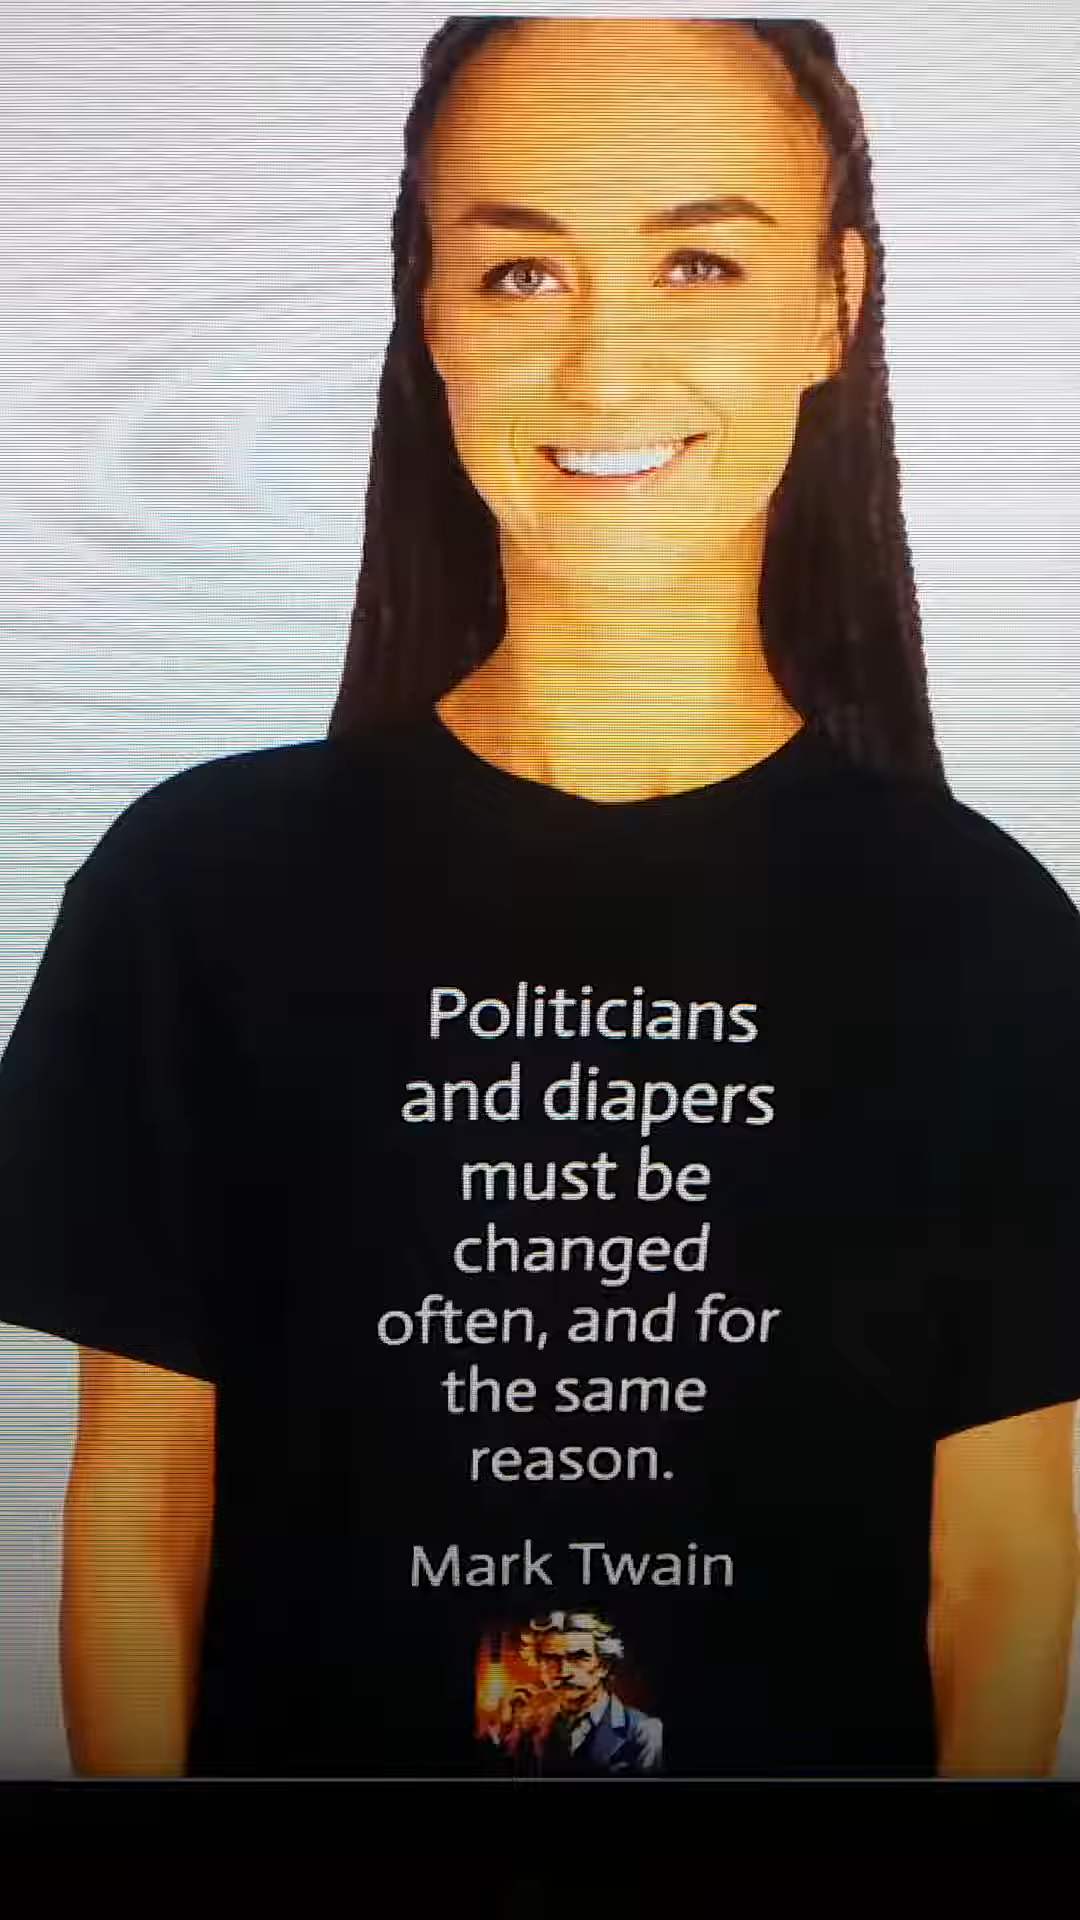 Politicians
and diapers
must be
changed
often, and for
the same
reason.
Mark Twain